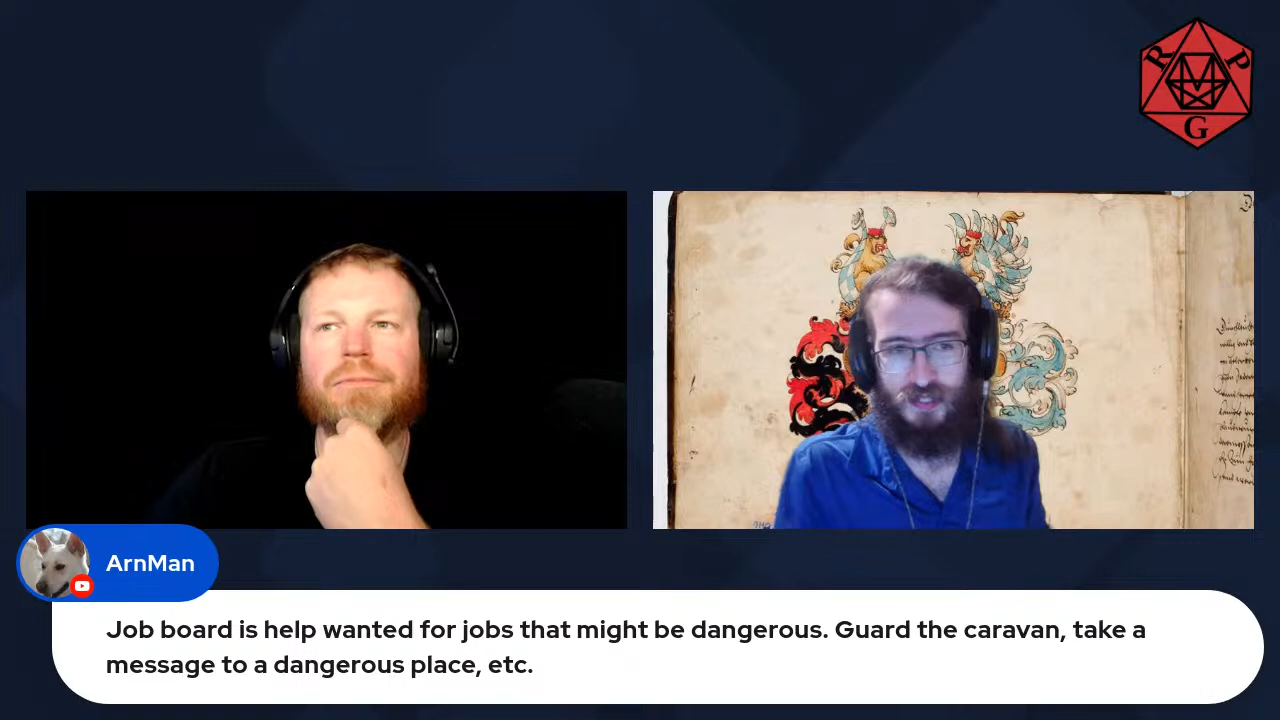 R P
G
ArnMan
Job board is help wanted for jobs that might be dangerous. Guard the caravan, take a
message to a dangerous place, etc.